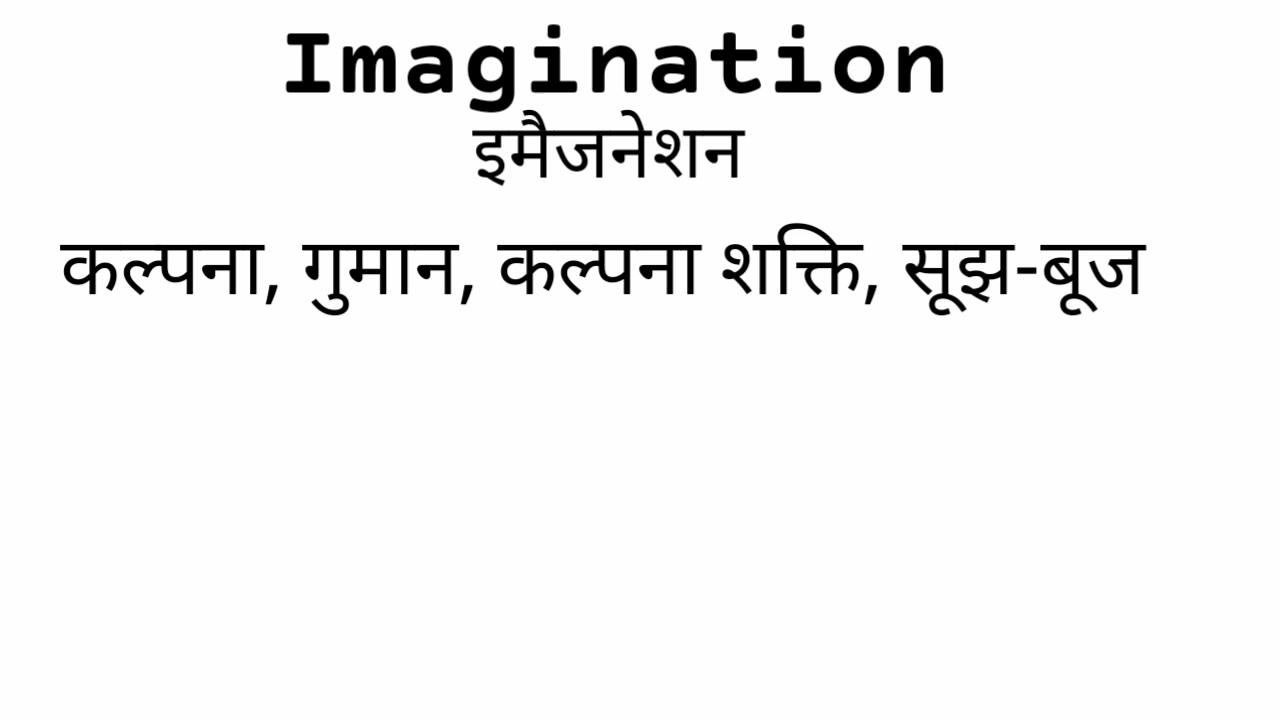 Imagination
इमैजनेशन
कल्पना, गुमान, कल्पना शक्ति, सूझ-बूज